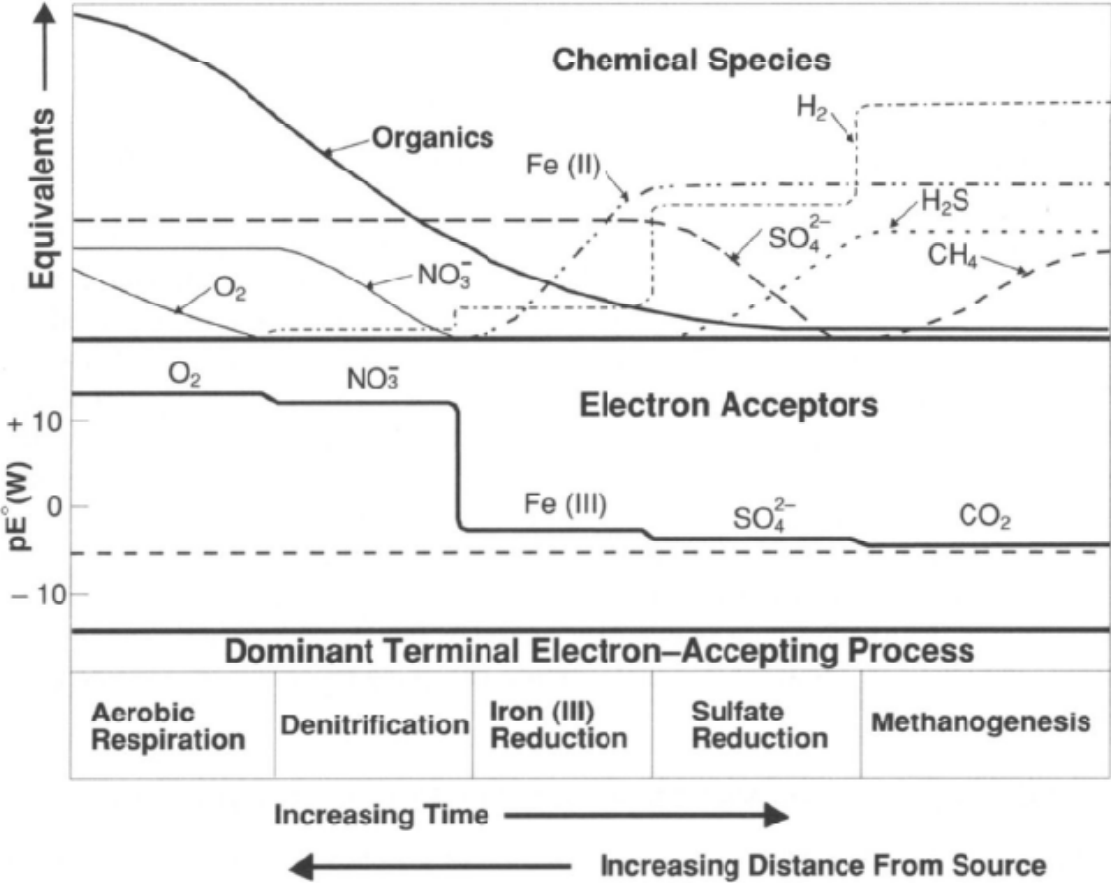 Chemical Species
Equivalents
Organics
H₂
Fe (II)
H₂S
SO₄²⁻
CH₄
NO₃⁻
O₂
O₂
NO₃⁻
Electron Acceptors
+
10
0
– 10
pE°(W)
Fe (III)
SO₄²⁻
CO₂
Dominant Terminal Electron–Accepting Process
Aerobic
Respiration
Denitrification
Iron (III)
Reduction
Sulfate
Reduction
Methanogenesis
Increasing Time
Increasing Distance From Source